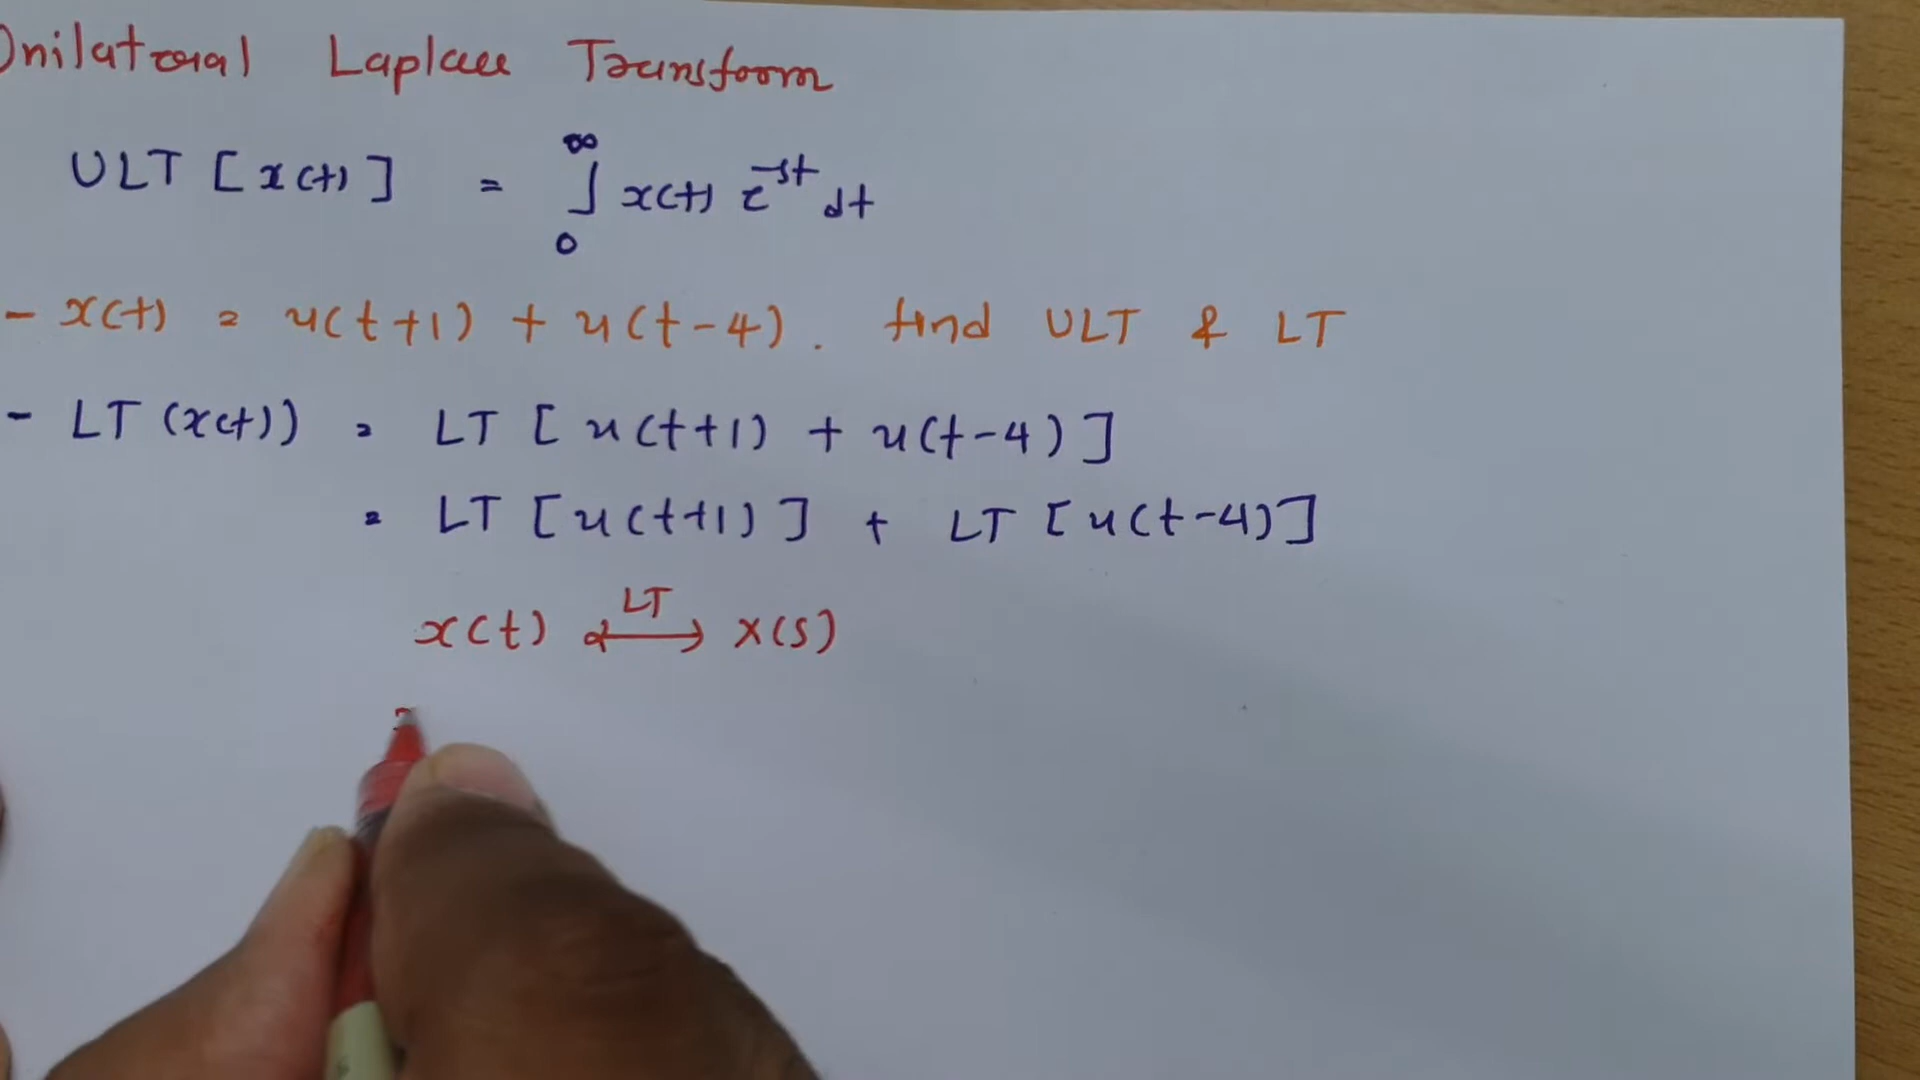 Unilateral Laplace Transform
ULT [x(t)] = ∫₀^∞ x(t) e^-st dt
- x(t) = u(t+1) + u(t-4). find ULT & LT
- LT (x(t)) = LT [u(t+1) + u(t-4)]
= LT [u(t+1)] + LT [u(t-4)]
x(t) ←LT→ X(s)